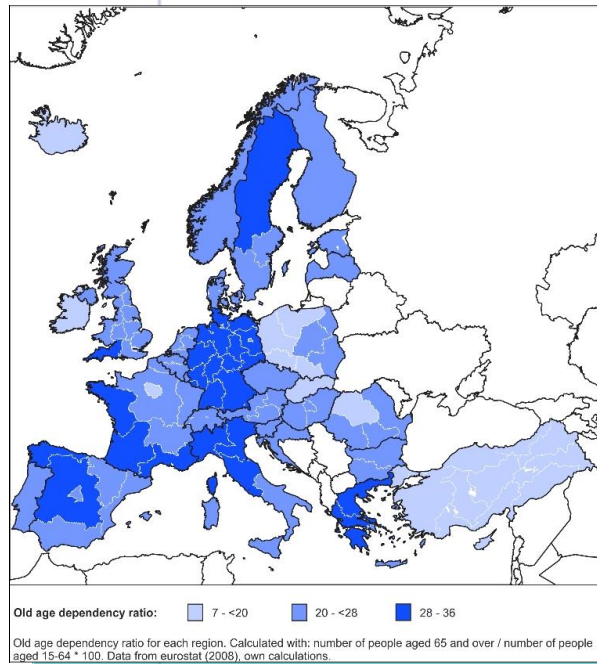 Old age dependency ratio:
7 - <20
20 - <28
28 - 36
Old age dependency ratio for each region. Calculated with: number of people aged 65 and over / number of people
aged 15-64 * 100. Data from eurostat (2008), own calculations.